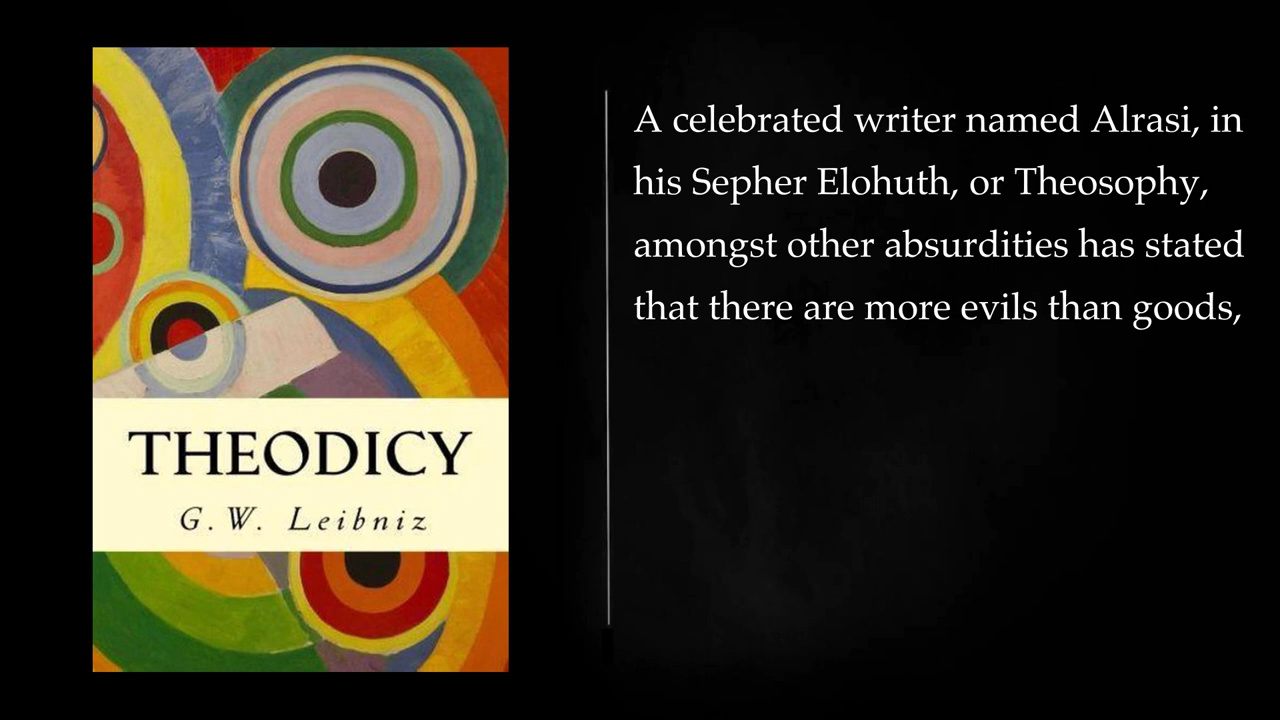 THEODICY
G. W. Leibniz
A celebrated writer named Alrasi, in
his Sepher Elohuth, or Theosophy,
amongst other absurdities has stated
that there are more evils than goods,